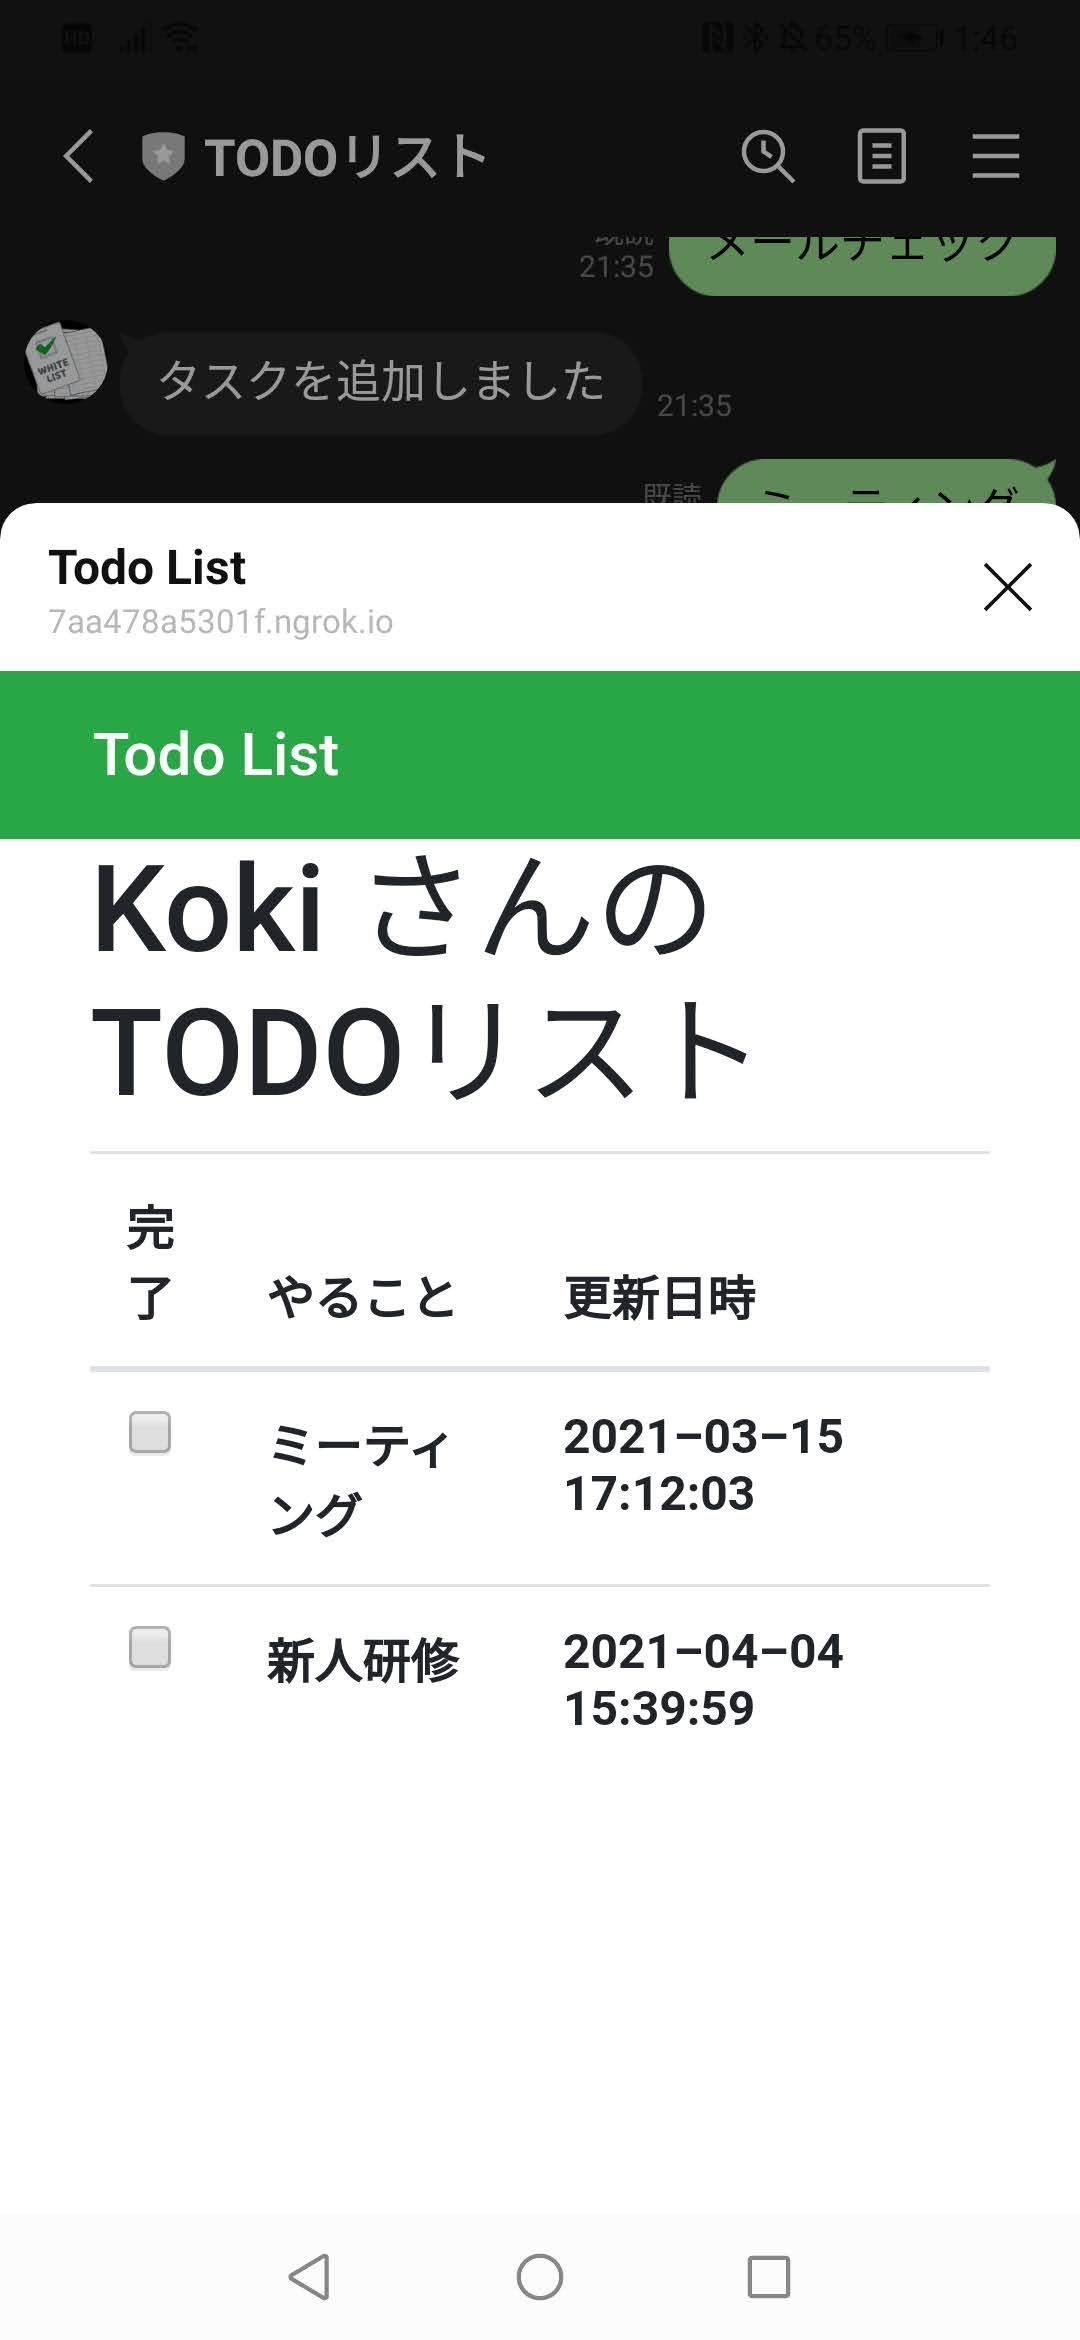 HD 65% 1:46
TODOリスト
既読
メールチェック
21:35
WHITE
LIST
タスクを追加しました
21:35
既読
ミーティング
Todo List
7aa478a5301f.ngrok.io
Todo List
Koki さんの
TODOリスト
完
了 やること 更新日時
ミーティ 2021-03-15
ング 17:12:03
新人研修 2021-04-04
15:39:59